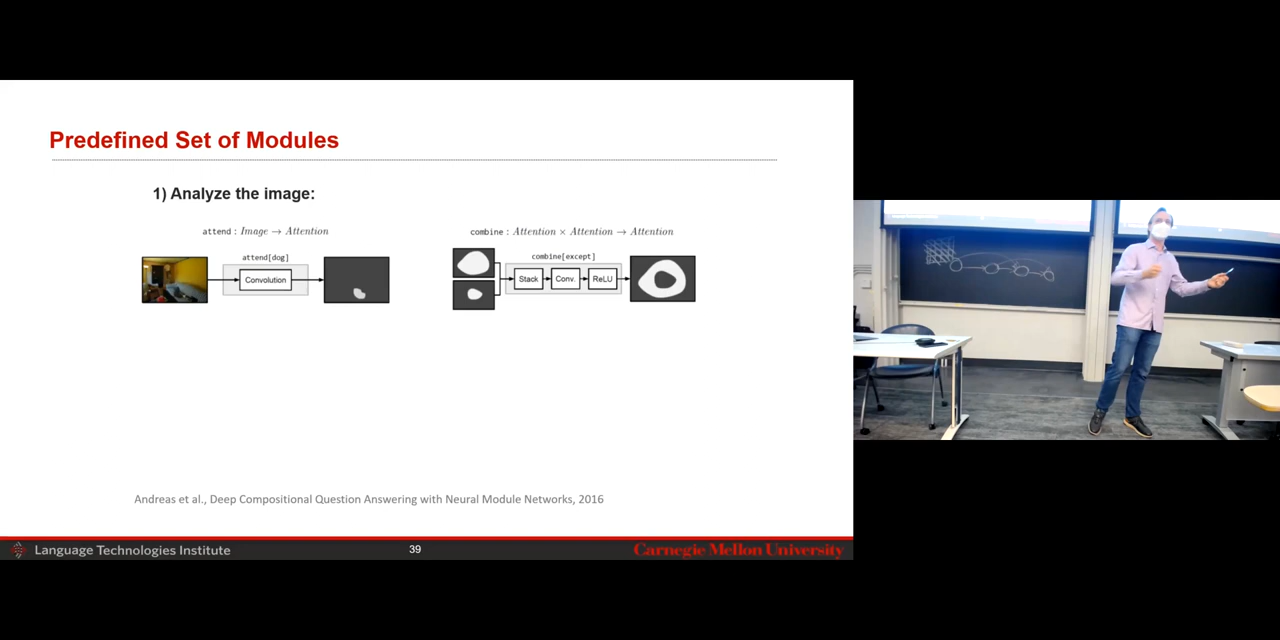 Predefined Set of Modules
1) Analyze the image:
attend : Image → Attention
attend[dog]
Convolution
combine : Attention × Attention → Attention
combine[except]
Stack
Conv.
ReLU
Andreas et al., Deep Compositional Question Answering with Neural Module Networks, 2016
Language Technologies Institute
39
Carnegie Mellon University